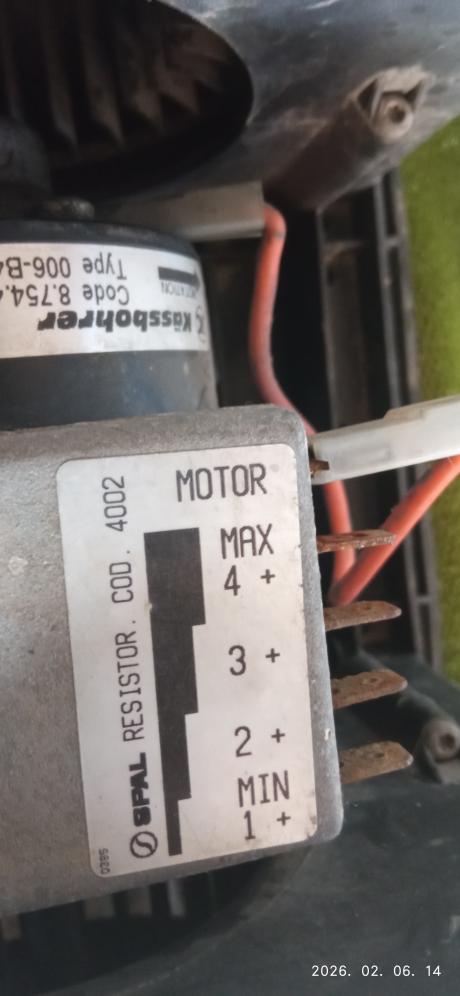 Kässbohrer
Code 8.754.
Type 006-B4
MOTOR
MAX
4 +
3 +
2 +
MIN
1 +
SPAL RESISTOR. COD. 4002
0395
2026. 02. 06. 14